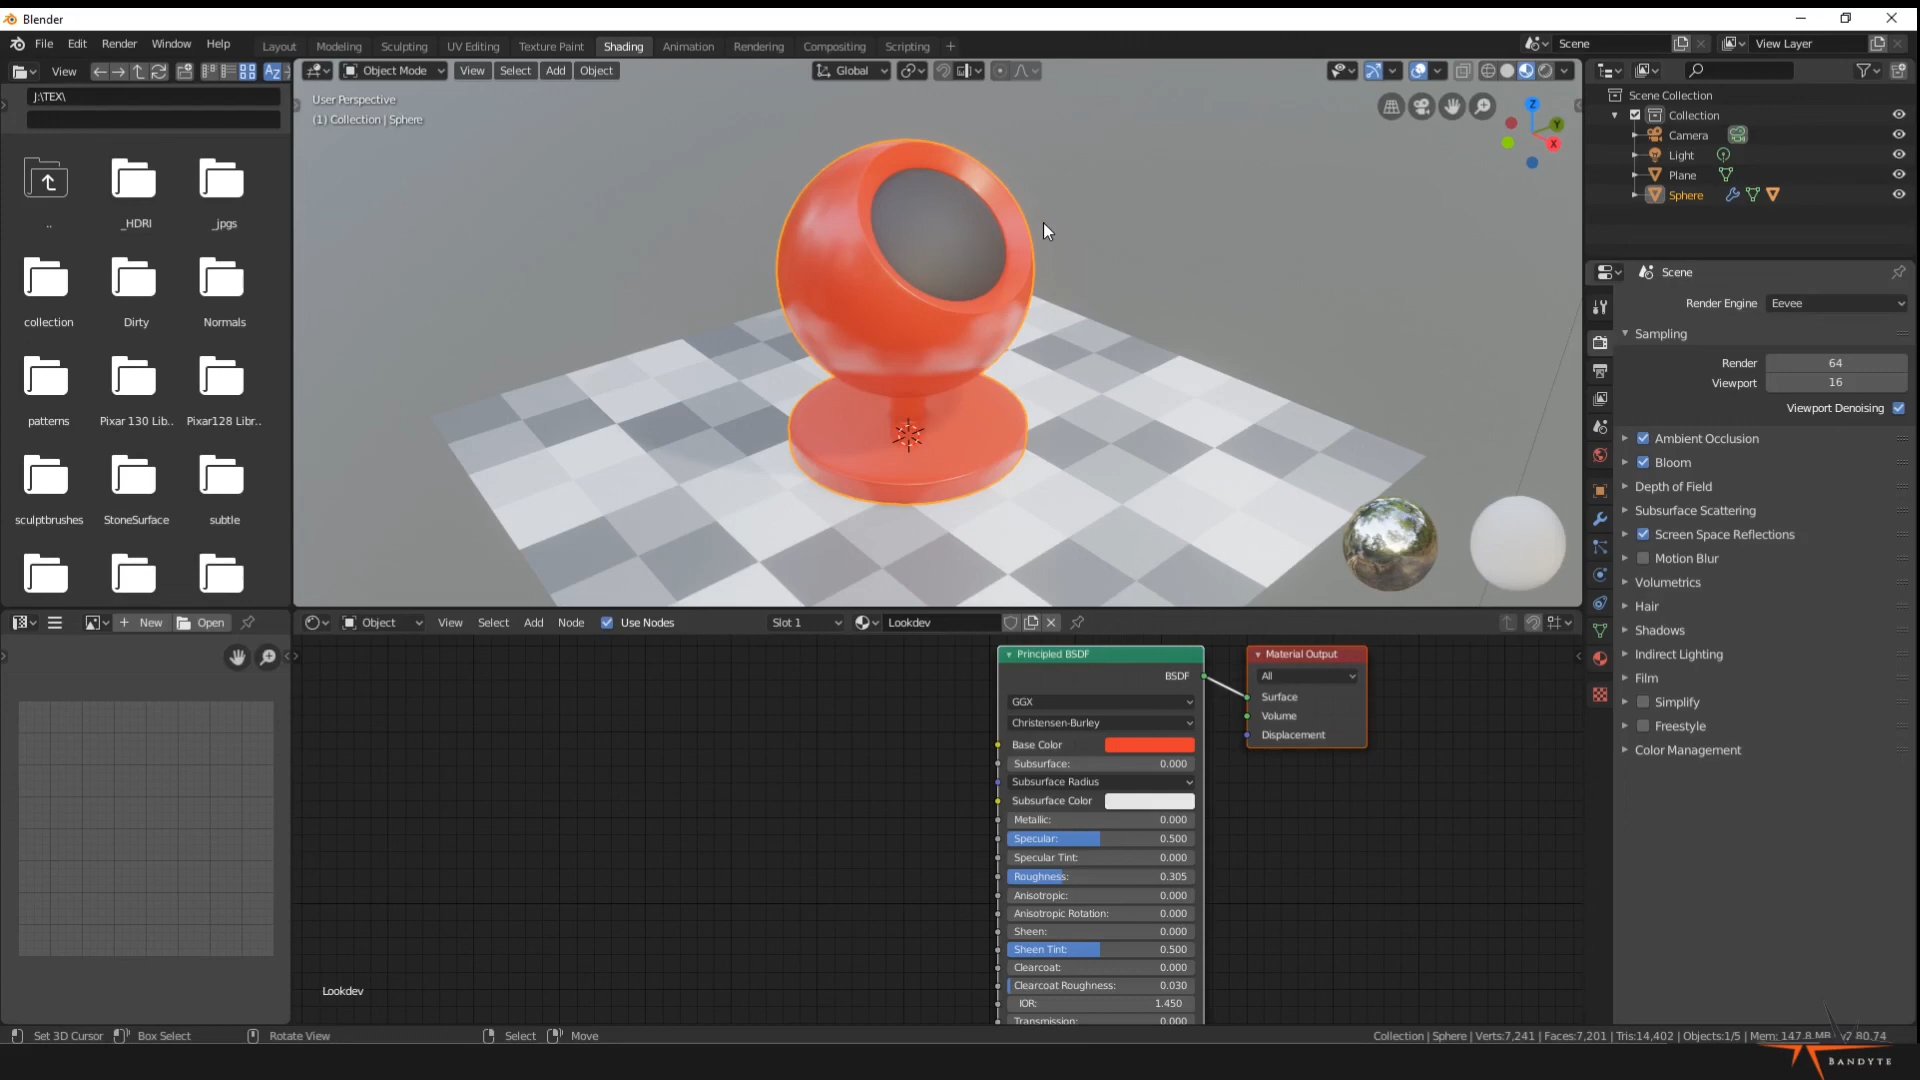 Blender
File Edit Render Window Help
Layout Modeling Sculpting UV Editing Texture Paint Shading Animation Rendering Compositing Scripting +
Scene
View Layer
View
Object Mode View Select Add Object
Global
J:\TEX\
User Perspective
(1) Collection | Sphere
Z
Y
X
Scene Collection
Collection
Camera
Light
Plane
Sphere
..
_HDRI
_jpgs
collection
Dirty
Normals
patterns
Pixar 130 Lib..
Pixar128 Libr..
sculptbrushes
StoneSurface
subtle
Scene
Render Engine Eevee
Sampling
Render 64
Viewport 16
Viewport Denoising
Ambient Occlusion
Bloom
Depth of Field
Subsurface Scattering
Screen Space Reflections
Motion Blur
Volumetrics
Hair
Shadows
Indirect Lighting
Film
Simplify
Freestyle
Color Management
+ New Open
Object View Select Add Node Use Nodes Slot 1 Lookdev
Principled BSDF
BSDF
GGX
Christensen-Burley
Base Color
Subsurface: 0.000
Subsurface Radius
Subsurface Color
Metallic: 0.000
Specular: 0.500
Specular Tint: 0.000
Roughness: 0.305
Anisotropic: 0.000
Anisotropic Rotation: 0.000
Sheen: 0.000
Sheen Tint: 0.500
Clearcoat: 0.000
Clearcoat Roughness: 0.030
IOR: 1.450
Transmission: 0.000
Material Output
All
Surface
Volume
Displacement
Lookdev
Set 3D Cursor Box Select Rotate View Select Move
Collection | Sphere | Verts:7,241 | Faces:7,201 | Tris:14,402 | Objects:1/5 | Mem: 147.8 MB | v2.80.74
BANDYTE